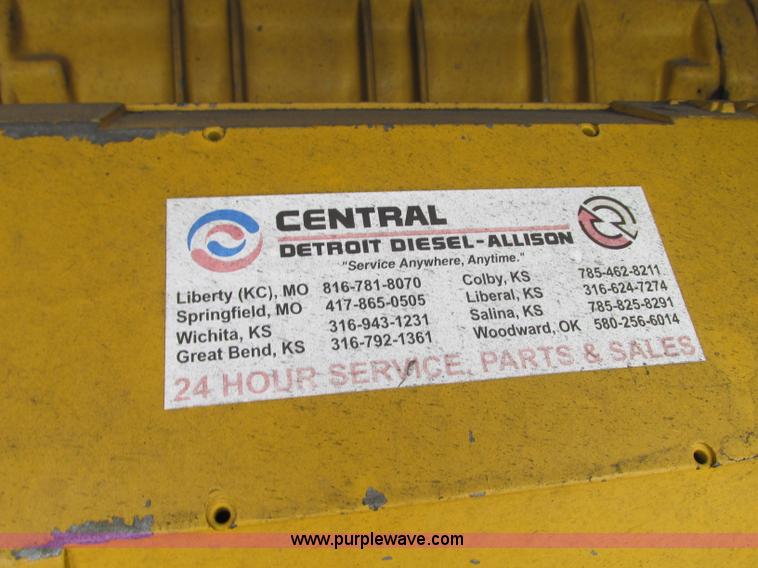 CENTRAL
DETROIT DIESEL-ALLISON
"Service Anywhere, Anytime."
Liberty (KC), MO 816-781-8070
Springfield, MO 417-865-0505
Wichita, KS 316-943-1231
Great Bend, KS 316-792-1361
Colby, KS 785-462-8211
Liberal, KS 316-624-7274
Salina, KS 785-825-8291
Woodward, OK 580-256-6014
24 HOUR SERVICE, PARTS & SALES
www.purplewave.com